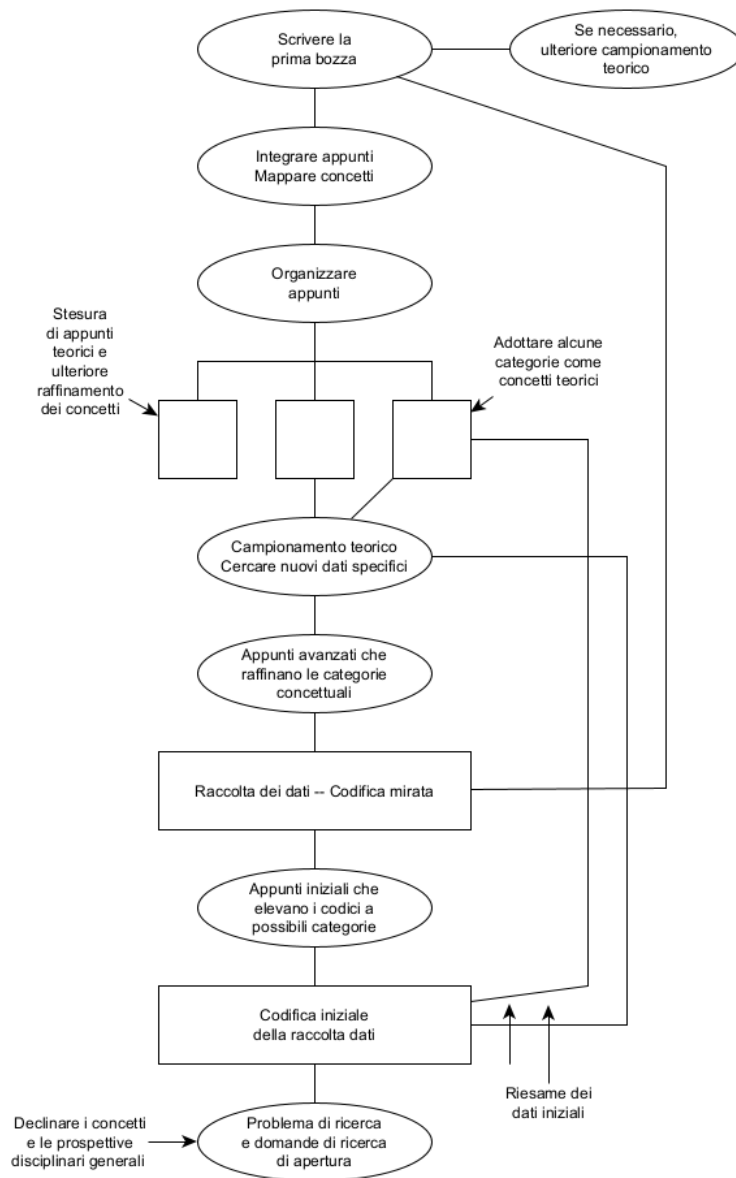 Scrivere la
prima bozza
Se necessario,
ulteriore campionamento
teorico
Integrare appunti
Mappare concetti
Organizzare
appunti
Stesura
di appunti
teorici e
ulteriore
raffinamento
dei concetti
Adottare alcune
categorie come
concetti teorici
Campionamento teorico
Cercare nuovi dati specifici
Appunti avanzati che
raffinano le categorie
concettuali
Raccolta dei dati -- Codifica mirata
Appunti iniziali che
elevano i codici a
possibili categorie
Codifica iniziale
della raccolta dati
Riesame dei
dati iniziali
Declinare i concetti
e le prospettive
disciplinari generali
Problema di ricerca
e domande di ricerca
di apertura